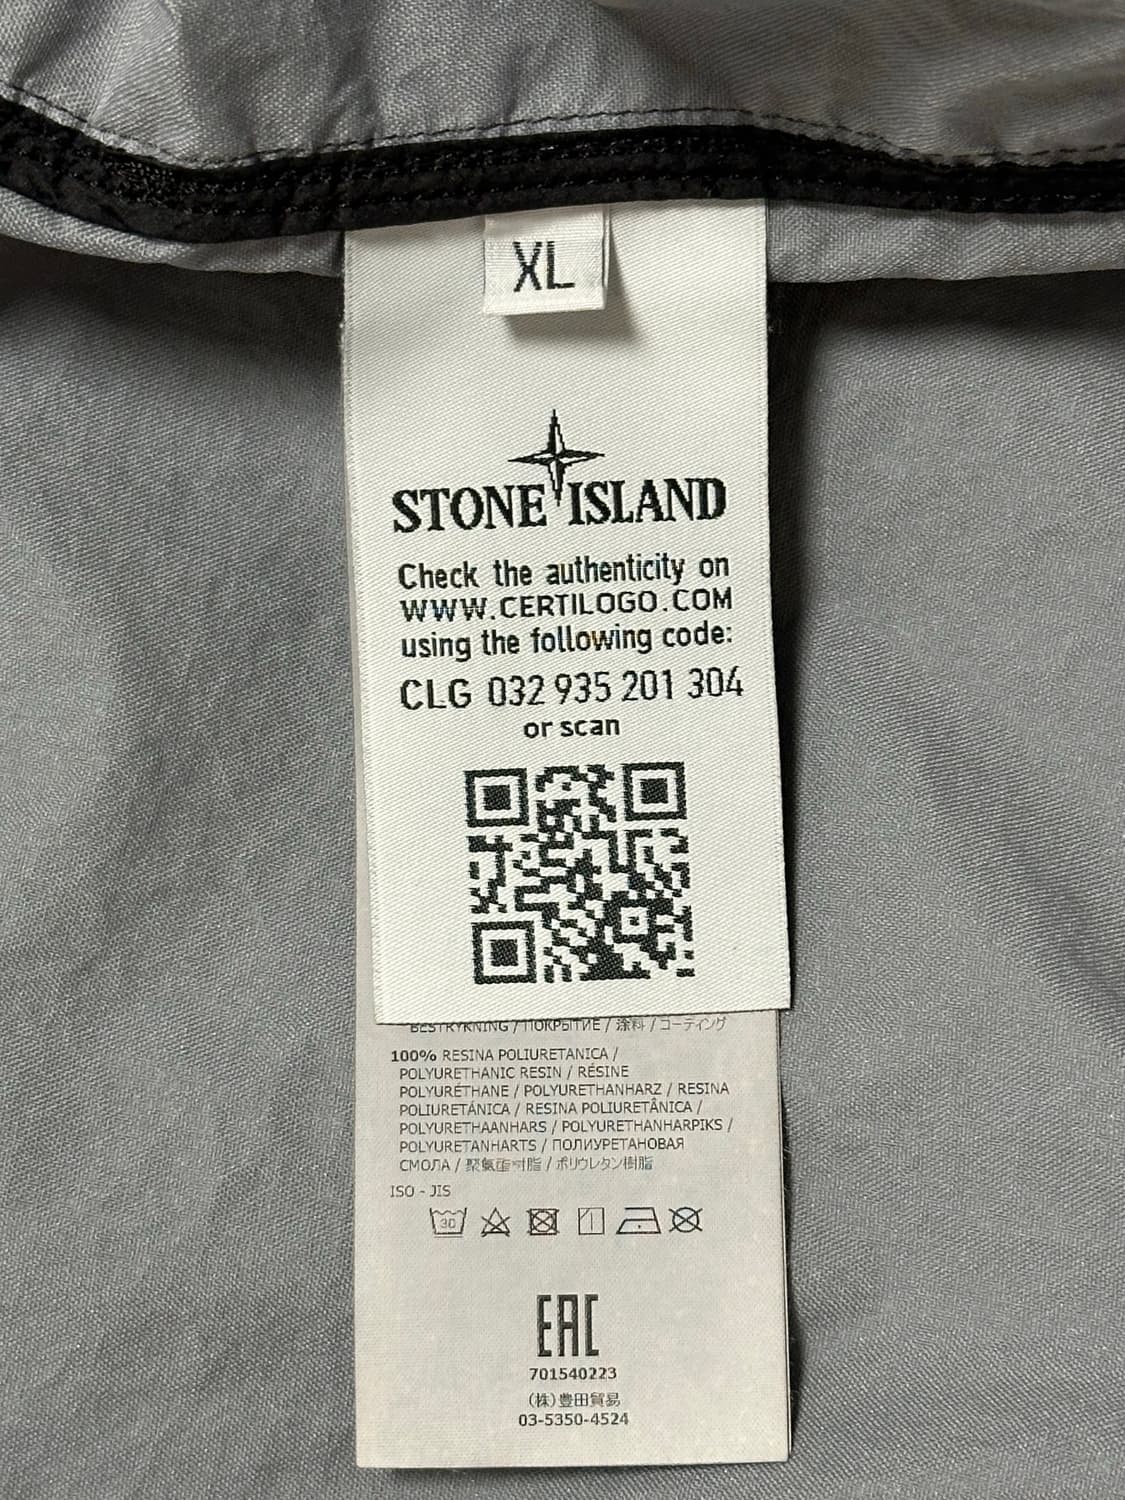 XL
STONE ISLAND
Check the authenticity on
WWW.CERTILOGO.COM
using the following code:
CLG 032 935 201 304
or scan
BESTRYKNING / ПОКРЫТИЕ / 涂料 / コーティング
100% RESINA POLIURETANICA /
POLYURETHANIC RESIN / RÉSINE
POLYURÉTHANE / POLYURETHANHARZ / RESINA
POLIURETÁNICA / RESINA POLIURETÂNICA /
POLYURETHAANHARS / POLYURETHANHARPIKS /
POLYURETANHARTS / ПОЛИУРЕТАНОВАЯ
СМОЛА / 聚氨酯树脂 / ポリウレタン樹脂
ISO - JIS
30
EAC
701540223
(株)豊田貿易
03-5350-4524